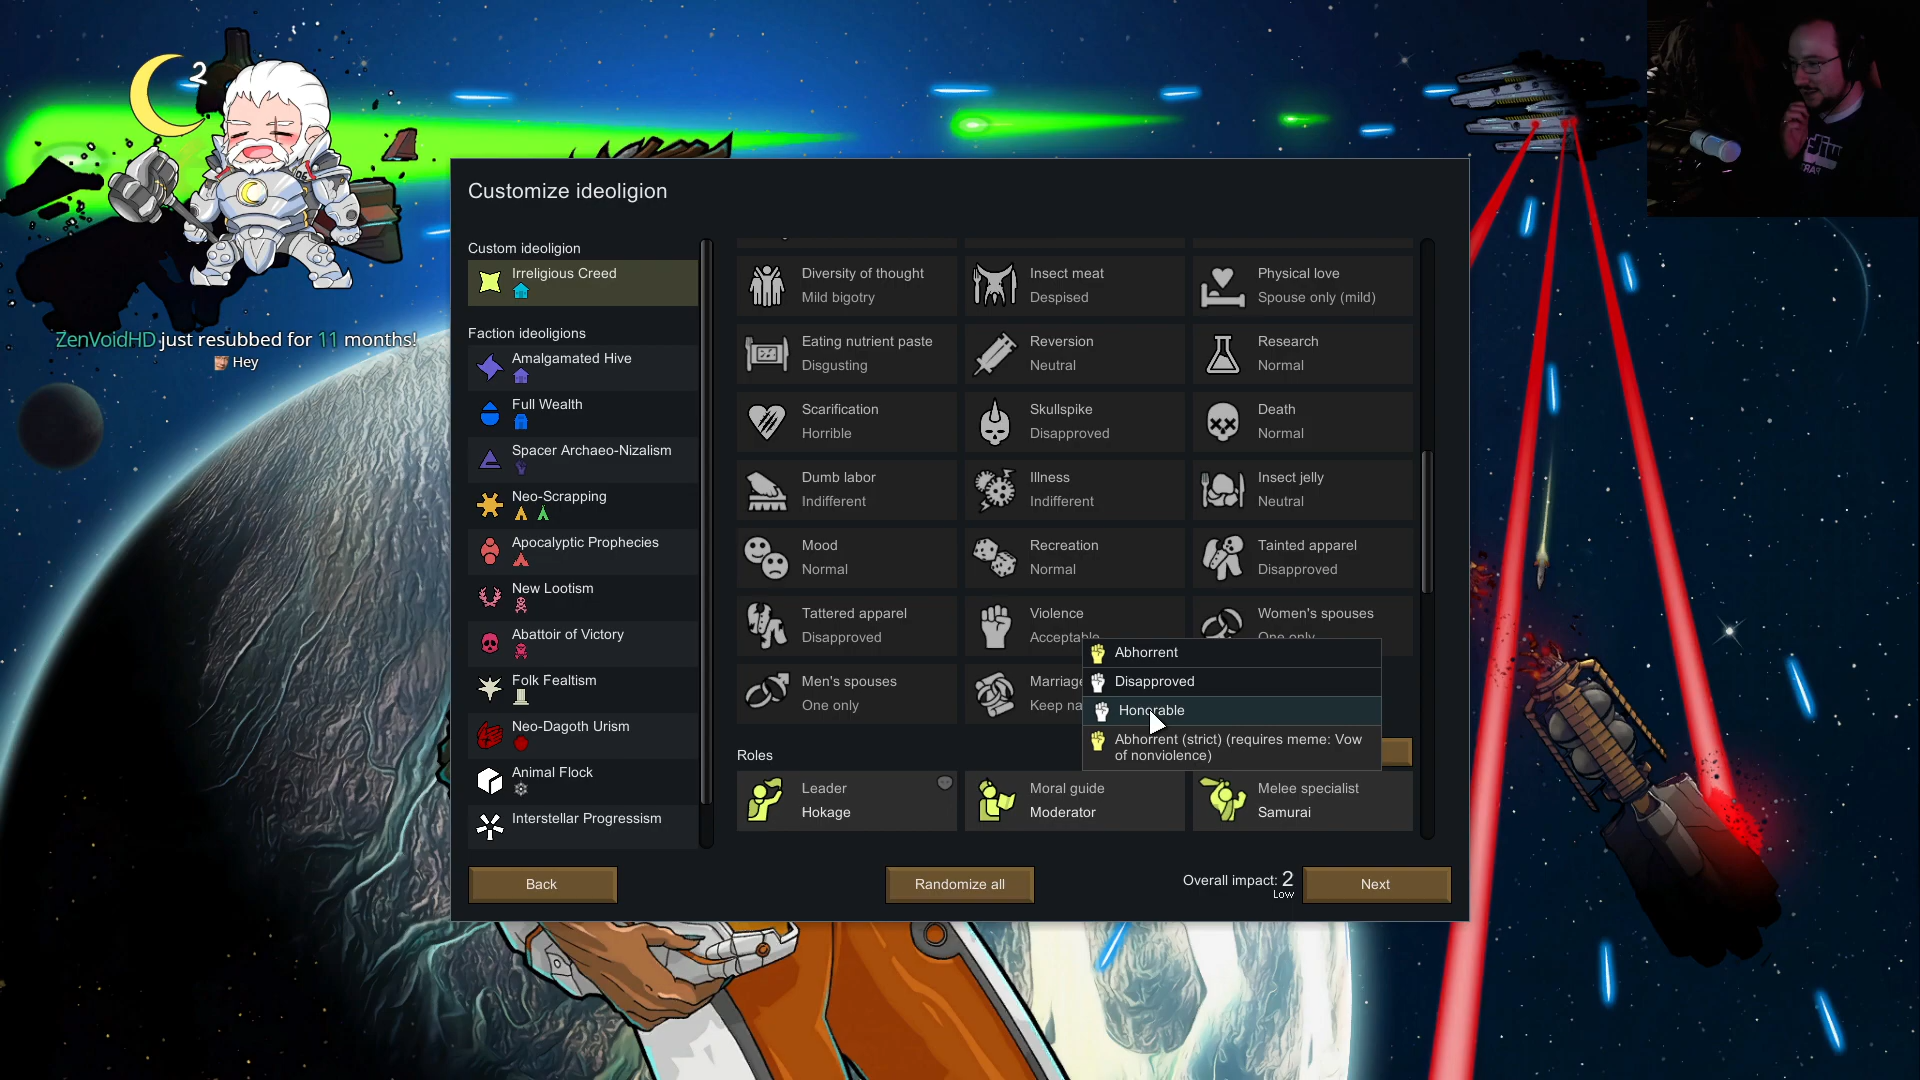 2
ZenVoidHD just resubbed for 11 months!
Hey
Customize ideoligion
Custom ideoligion
Irreligious Creed
Faction ideoligions
Amalgamated Hive
Full Wealth
Spacer Archaeo-Nizalism
Neo-Scrapping
Apocalyptic Prophecies
New Lootism
Abattoir of Victory
Folk Fealtism
Neo-Dagoth Urism
Animal Flock
Interstellar Progressism
Diversity of thought
Mild bigotry
Insect meat
Despised
Physical love
Spouse only (mild)
Eating nutrient paste
Disgusting
Reversion
Neutral
Research
Normal
Scarification
Horrible
Skullspike
Disapproved
Death
Normal
Dumb labor
Indifferent
Illness
Indifferent
Insect jelly
Neutral
Mood
Normal
Recreation
Normal
Tainted apparel
Disapproved
Tattered apparel
Disapproved
Violence
Acceptable
Women's spouses
One only
Men's spouses
One only
Marriage
Keep na
Abhorrent
Disapproved
Honorable
Abhorrent (strict) (requires meme: Vow
of nonviolence)
Roles
Leader
Hokage
Moral guide
Moderator
Melee specialist
Samurai
Back
Randomize all
Overall impact: 2
Low
Next